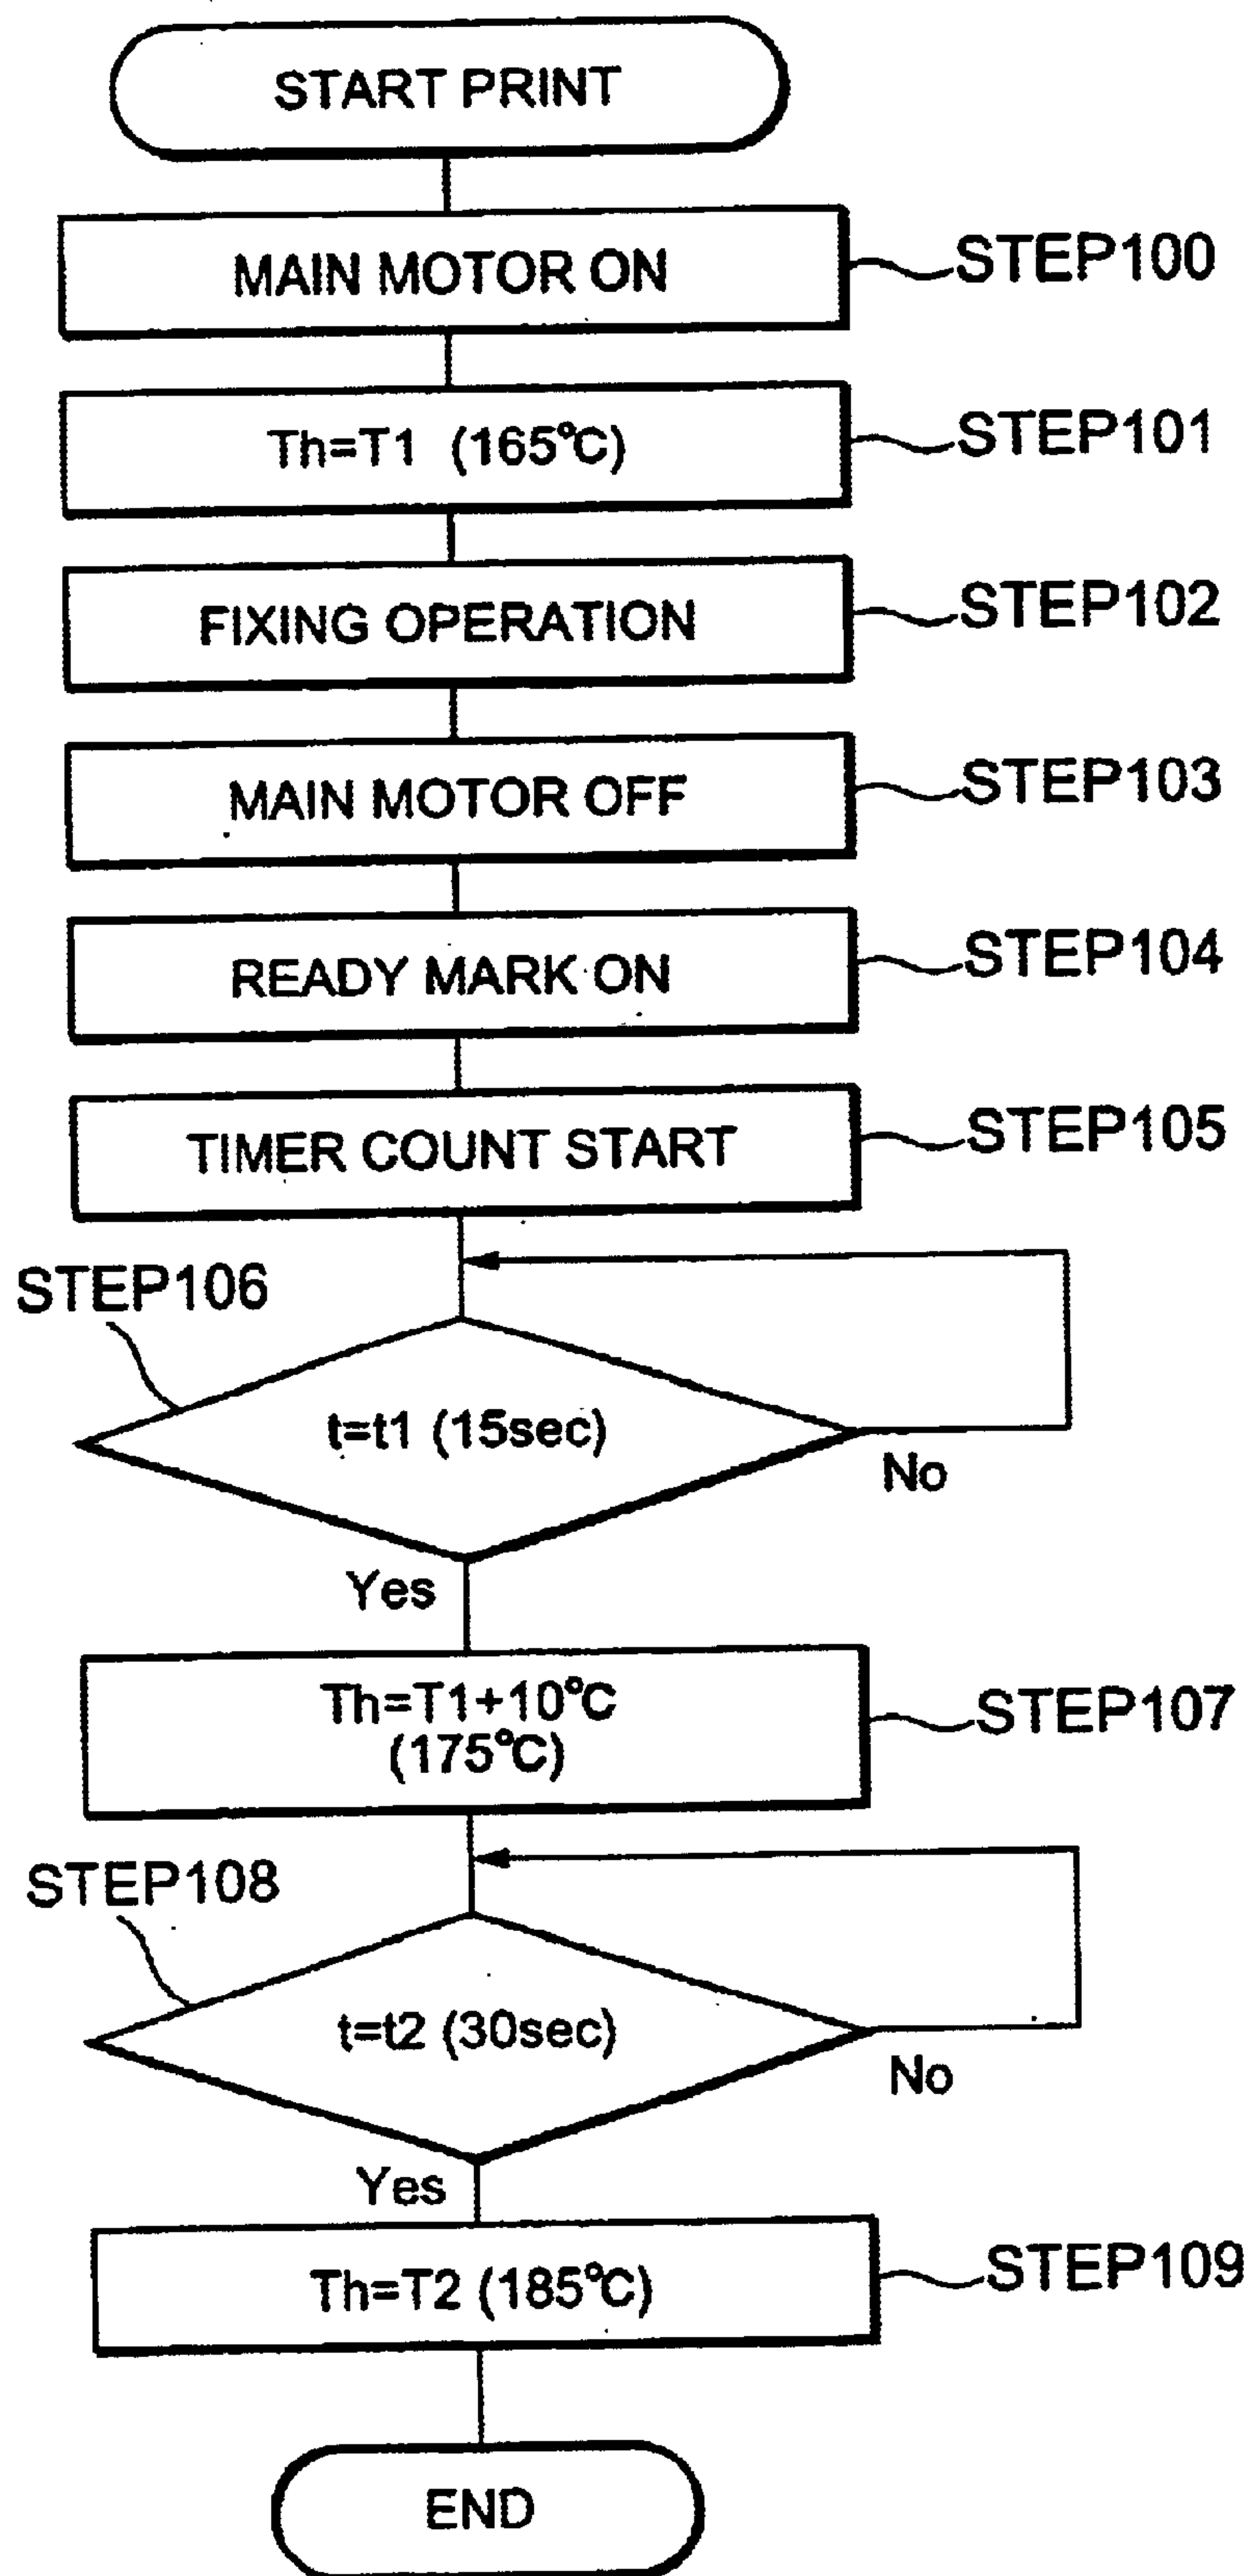 START PRINT
MAIN MOTOR ON
STEP100
Th=T1 (165°C)
STEP101
FIXING OPERATION
STEP102
MAIN MOTOR OFF
STEP103
READY MARK ON
STEP104
TIMER COUNT START
STEP105
STEP106
t=t1 (15sec)
No
Yes
Th=T1+10°C
(175°C)
STEP107
STEP108
t=t2 (30sec)
No
Yes
Th=T2 (185°C)
STEP109
END